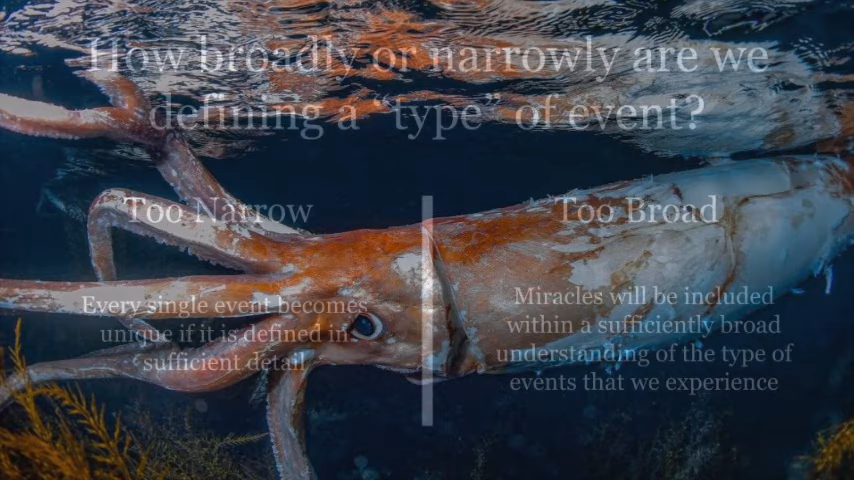 How broadly or narrowly are we
defining a “type” of event?
Too Narrow
Every single event becomes
unique if it is defined in
sufficient detail
Too Broad
Miracles will be included
within a sufficiently broad
understanding of the type of
events that we experience